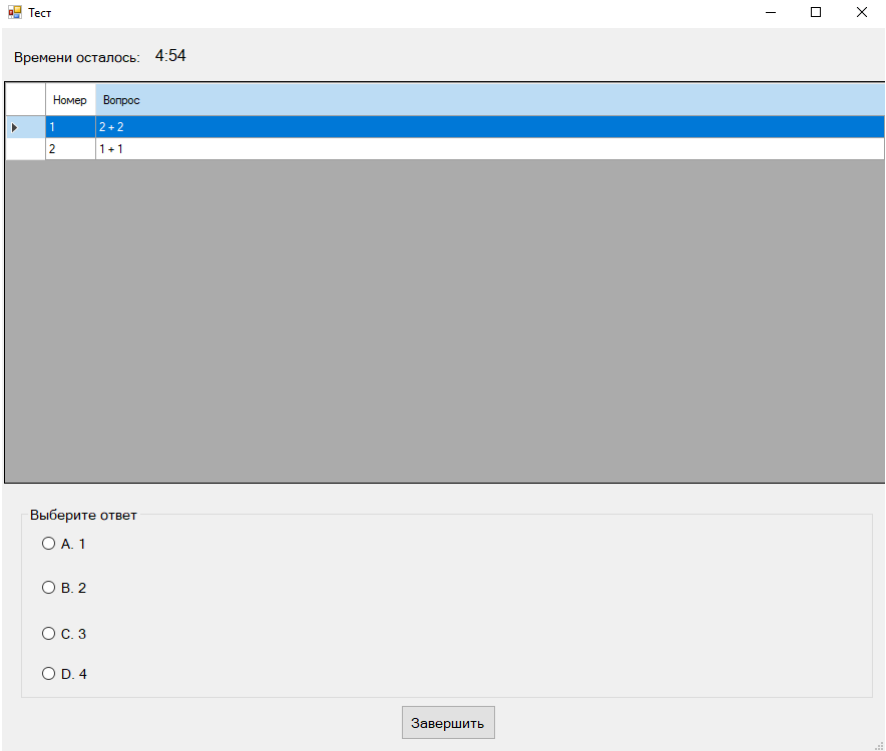 Тест
Времени осталось: 4:54
Номер Вопрос
1 2 + 2
2 1 + 1
Выберите ответ
A. 1
B. 2
C. 3
D. 4
Завершить